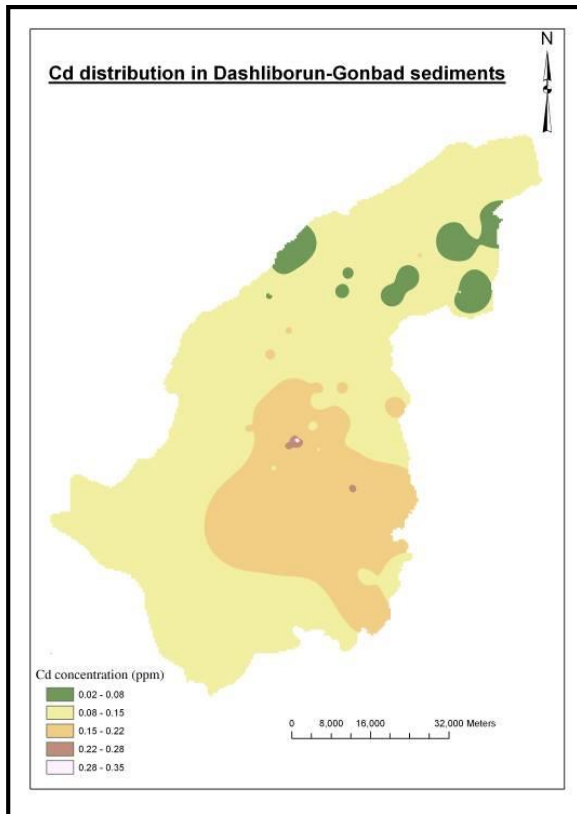 N
Cd distribution in Dashliborun-Gonbad sediments
Cd concentration (ppm)
0.02 - 0.08
0.08 - 0.15
0.15 - 0.22
0.22 - 0.28
0.28 - 0.35
0 8,000 16,000 32,000 Meters